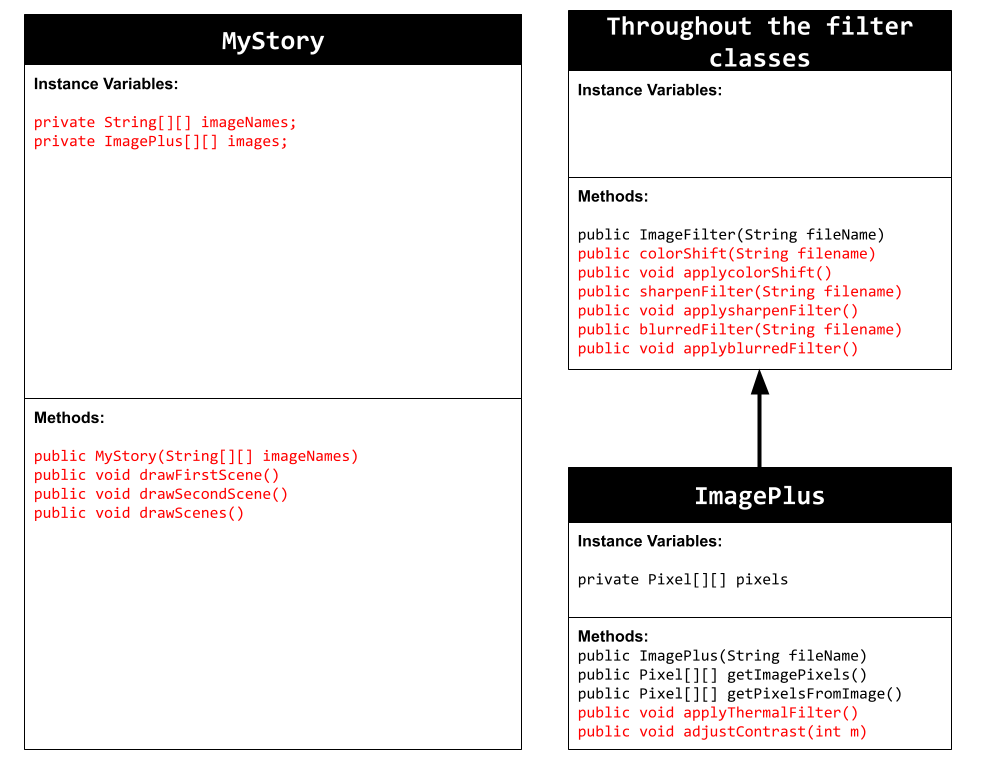 MyStory
Instance Variables:
private String[][] imageNames;
private ImagePlus[][] images;
Methods:
public MyStory(String[][] imageNames)
public void drawFirstScene()
public void drawSecondScene()
public void drawScenes()
Throughout the filter
classes
Instance Variables:
Methods:
public ImageFilter(String fileName)
public colorShift(String filename)
public void applycolorShift()
public sharpenFilter(String filename)
public void applysharpenFilter()
public blurredFilter(String filename)
public void applyblurredFilter()
ImagePlus
Instance Variables:
private Pixel[][] pixels
Methods:
public ImagePlus(String fileName)
public Pixel[][] getImagePixels()
public Pixel[][] getPixelsFromImage()
public void applyThermalFilter()
public void adjustContrast(int m)